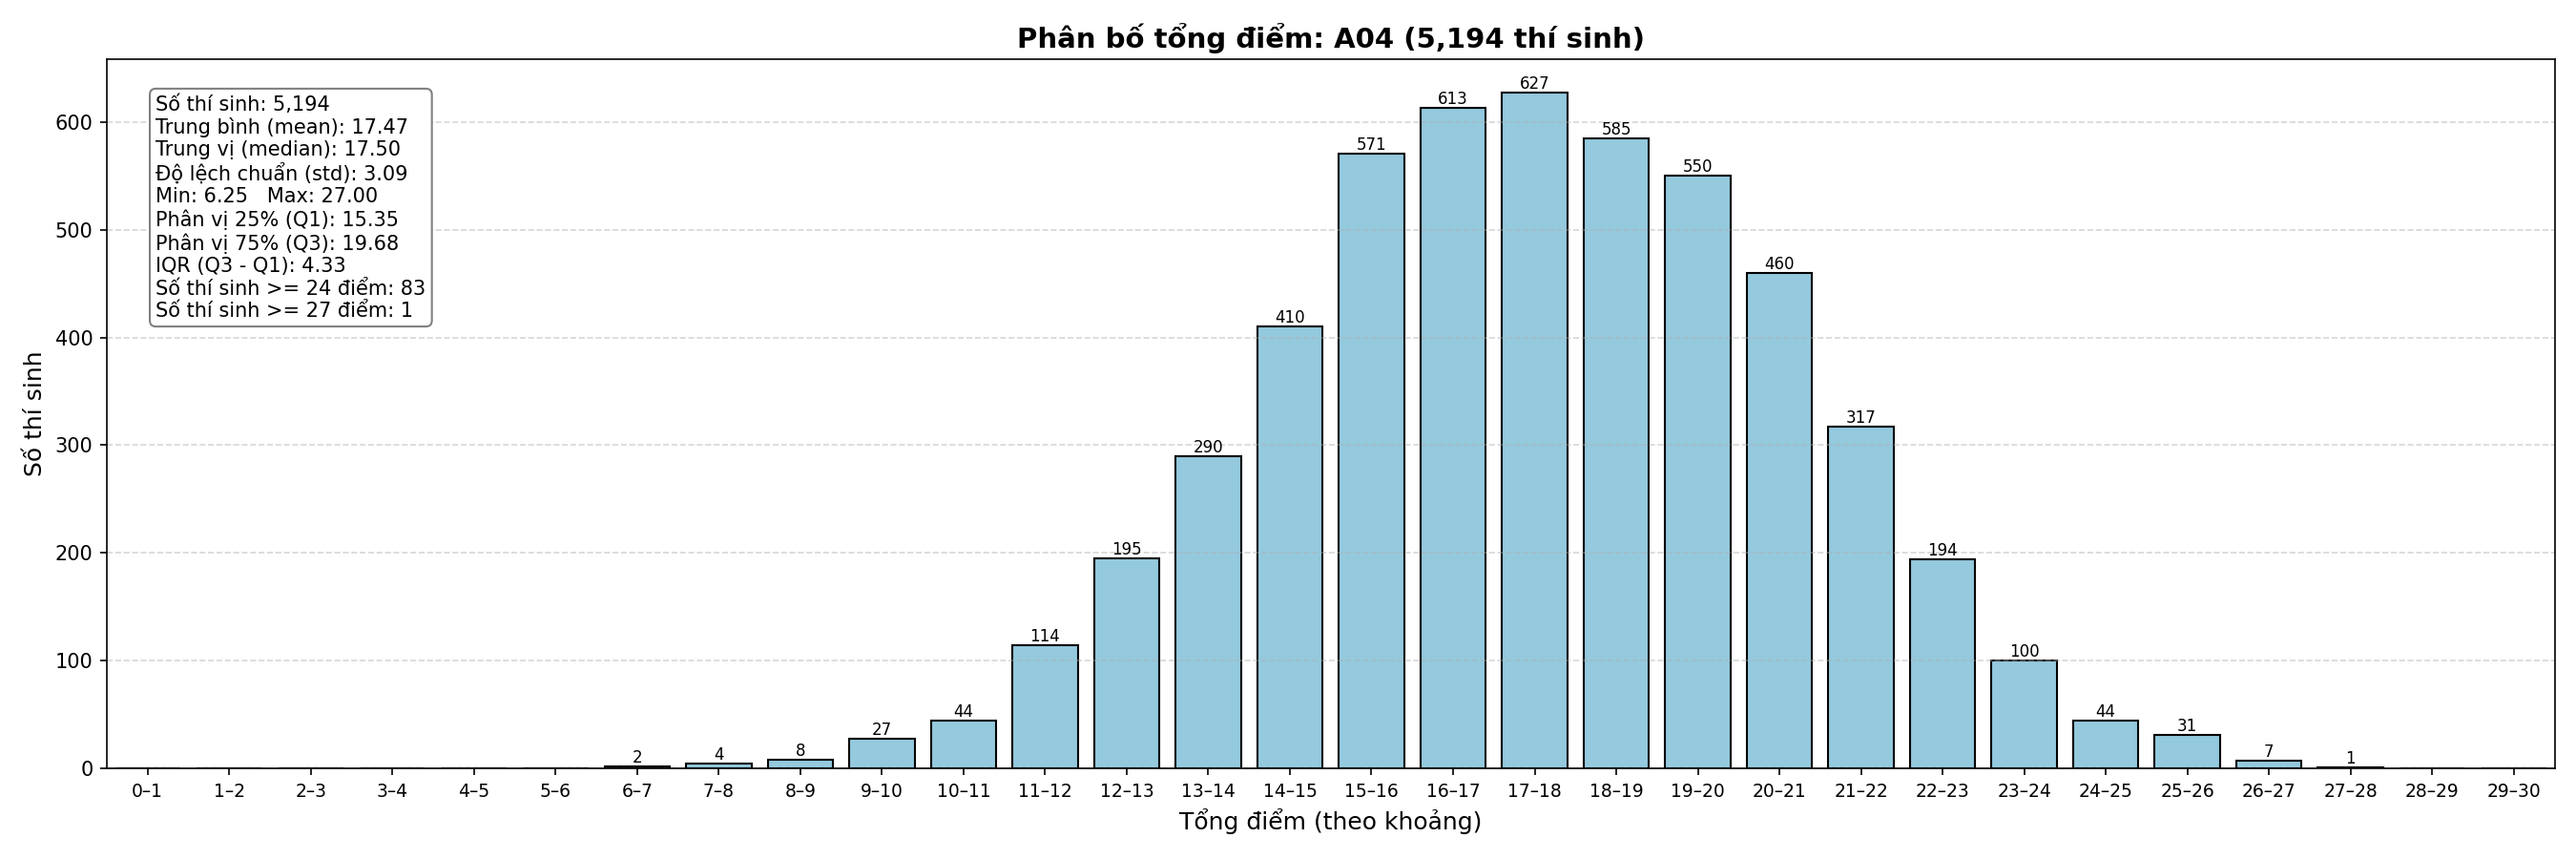 Phân bố tổng điểm: A04 (5,194 thí sinh)
Số thí sinh: 5,194
Trung bình (mean): 17.47
Trung vị (median): 17.50
Độ lệch chuẩn (std): 3.09
Min: 6.25   Max: 27.00
Phân vị 25% (Q1): 15.35
Phân vị 75% (Q3): 19.68
IQR (Q3 - Q1): 4.33
Số thí sinh >= 24 điểm: 83
Số thí sinh >= 27 điểm: 1
Số thí sinh
600
500
400
300
200
100
0
2
4
8
27
44
114
195
290
410
571
613
627
585
550
460
317
194
100
44
31
7
1
0–1 1–2 2–3 3–4 4–5 5–6 6–7 7–8 8–9 9–10 10–11 11–12 12–13 13–14 14–15 15–16 16–17 17–18 18–19 19–20 20–21 21–22 22–23 23–24 24–25 25–26 26–27 27–28 28–29 29–30
Tổng điểm (theo khoảng)